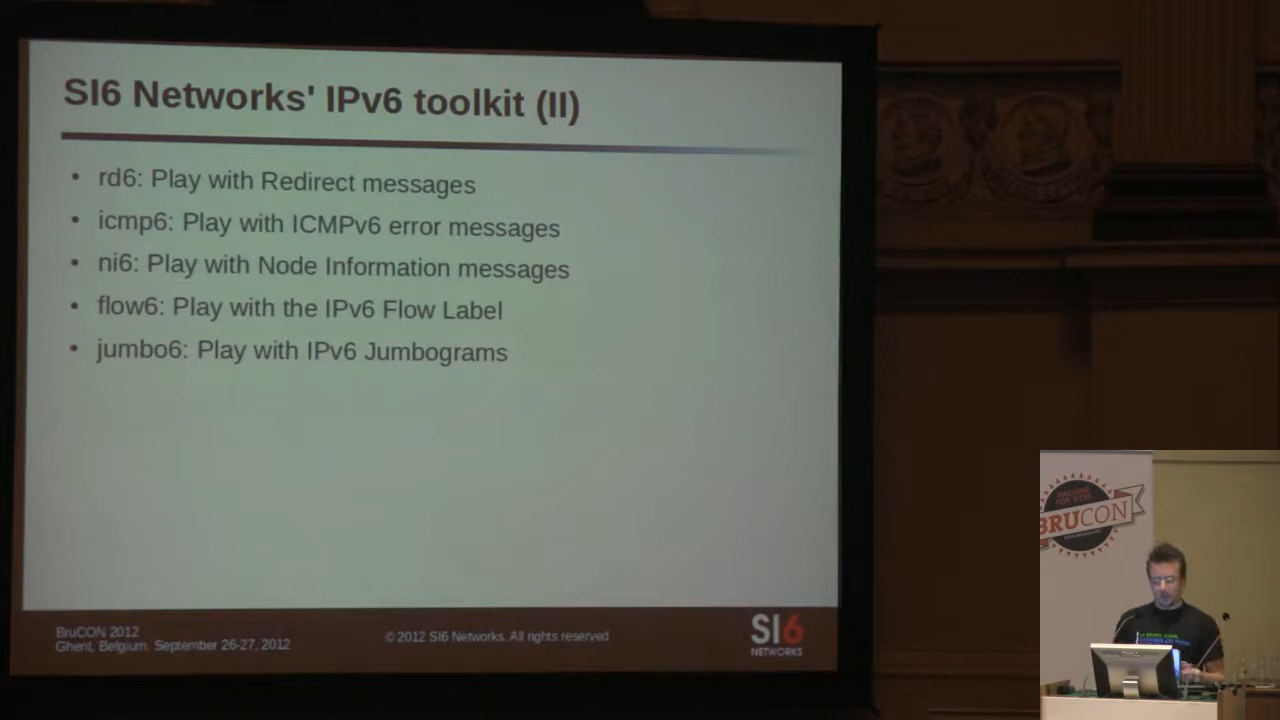 SI6 Networks' IPv6 toolkit (II)
• rd6: Play with Redirect messages
• icmp6: Play with ICMPv6 error messages
• ni6: Play with Node Information messages
• flow6: Play with the IPv6 Flow Label
• jumbo6: Play with IPv6 Jumbograms
BruCON 2012
Ghent, Belgium. September 26-27, 2012
© 2012 SI6 Networks. All rights reserved
SI6
NETWORKS
BRUCON